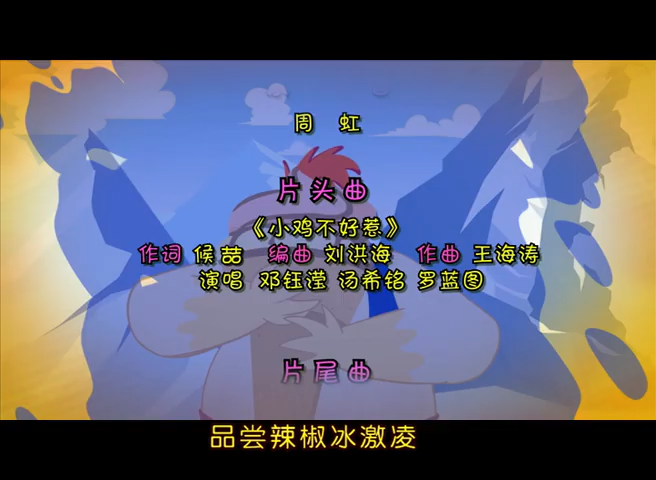 周 虹
片头曲
《小鸡不好惹》
作词 侯喆 编曲 刘洪海 作曲 王海涛
演唱 邓钰滢 汤希铭 罗蓝图
片尾曲
品尝辣椒冰激凌